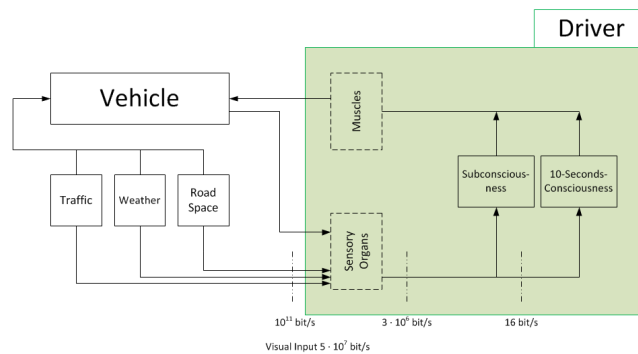 Driver
Vehicle
Muscles
Subconscious-
ness
10-Seconds-
Consciousness
Traffic
Weather
Road
Space
Sensory
Organs
10¹¹ bit/s
3 · 10⁶ bit/s
16 bit/s
Visual Input 5 · 10⁷ bit/s